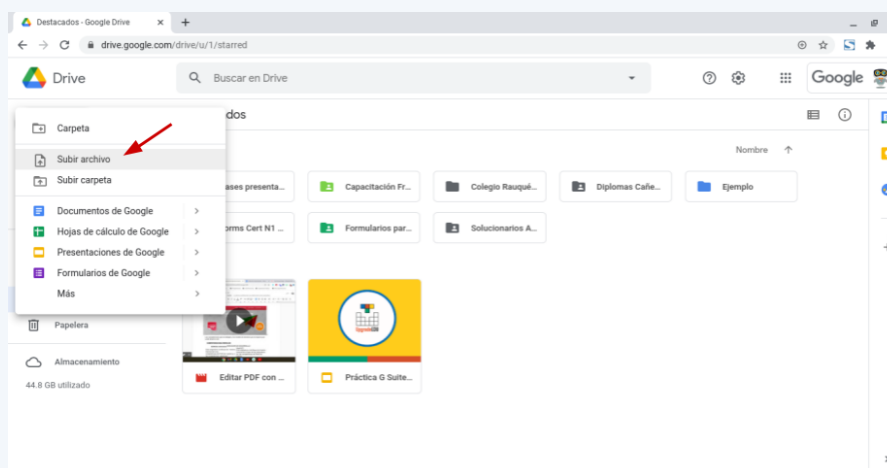 Destacados - Google Drive
drive.google.com/drive/u/1/starred
Drive
Buscar en Drive
Google
dos
Carpeta
Subir archivo
Subir carpeta
Documentos de Google
Hojas de cálculo de Google
Presentaciones de Google
Formularios de Google
Más
Nombre
ases presenta...
Capacitación Fr...
Colegio Rauqué...
Diplomas Cañe...
Ejemplo
orms Cert N1 ...
Formularios par...
Solucionarios A...
Papelera
Almacenamiento
44.8 GB utilizado
Editar PDF con ...
Práctica G Suite...